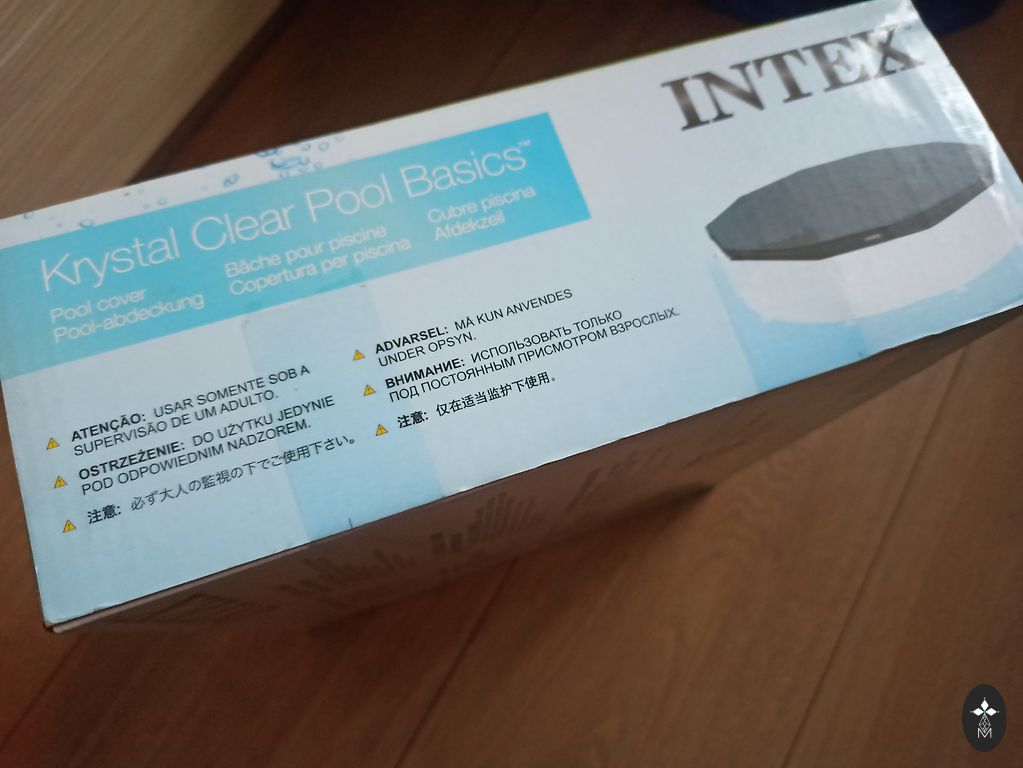 INTEX
Krystal Clear Pool Basics™
Pool cover
Pool-abdeckung
Bâche pour piscine
Copertura per piscina
Cubre piscina
Afdekzeil
ATENÇÃO: USAR SOMENTE SOB A
SUPERVISÃO DE UM ADULTO.
OSTRZEŻENIE: DO UŻYTKU JEDYNIE
POD ODPOWIEDNIM NADZOREM.
注意: 必ず大人の監視の下でご使用下さい。
ADVARSEL: MÅ KUN ANVENDES
UNDER OPSYN.
ВНИМАНИЕ: ИСПОЛЬЗОВАТЬ ТОЛЬКО
ПОД ПОСТОЯННЫМ ПРИСМОТРОМ ВЗРОСЛЫХ.
注意: 仅在适当监护下使用。
M